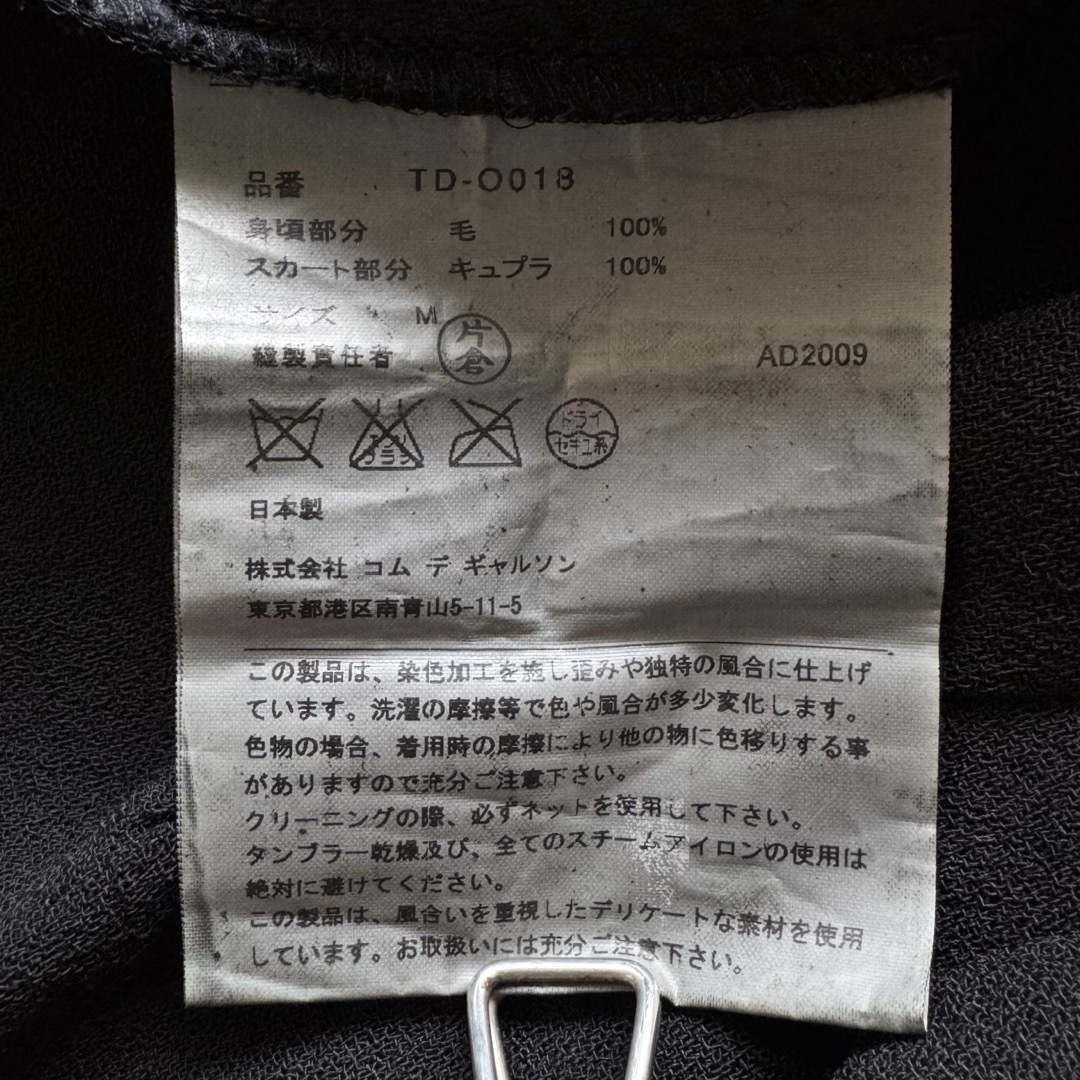 品番 TD-O018
身頃部分 毛 100%
スカート部分 キュプラ 100%
サイズ M
縫製責任者 片倉 AD2009
エンソ
サラシ
ドライ
セキユ系
日本製
株式会社 コム デ ギャルソン
東京都港区南青山5-11-5
この製品は、染色加工を施し歪みや独特の風合に仕上げ
ています。洗濯の摩擦等で色や風合が多少変化します。
色物の場合、着用時の摩擦により他の物に色移りする事
がありますので充分ご注意下さい。
クリーニングの際、必ずネットを使用して下さい。
タンブラー乾燥及び、全てのスチームアイロンの使用は
絶対に避けてください。
この製品は、風合いを重視したデリケートな素材を使用
しています。お取扱いには充分ご注意下さい。